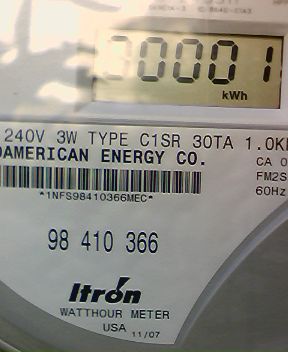 00001
kWh
240V 3W TYPE C1SR 30TA 1.0K
AMERICAN ENERGY CO.
CA 0
*1NFS98410366MEC*
FM2S
60Hz
98 410 366
Itron
WATTHOUR METER
USA 11/07